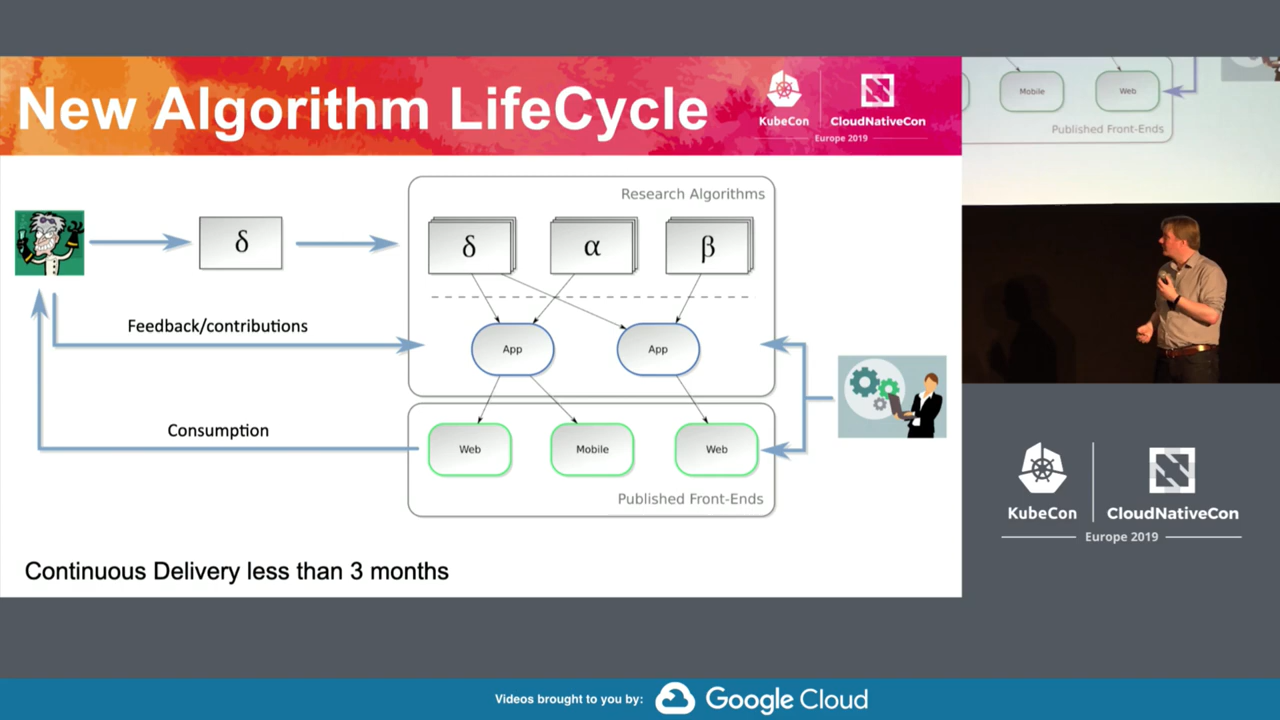 New Algorithm LifeCycle
KubeCon
CloudNativeCon
Europe 2019
Mobile
Web
Published Front-Ends
Research Algorithms
δ
δ
α
β
Feedback/contributions
App
App
Consumption
Web
Mobile
Web
Published Front-Ends
Continuous Delivery less than 3 months
KubeCon
CloudNativeCon
Europe 2019
Videos brought to you by:
Google Cloud